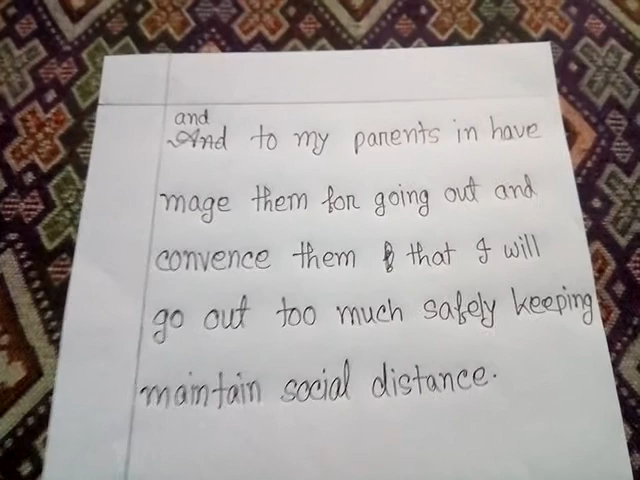 and
And to my parents in have
mage them for going out and
convence them that I will
go out too much safely keeping
maintain social distance.